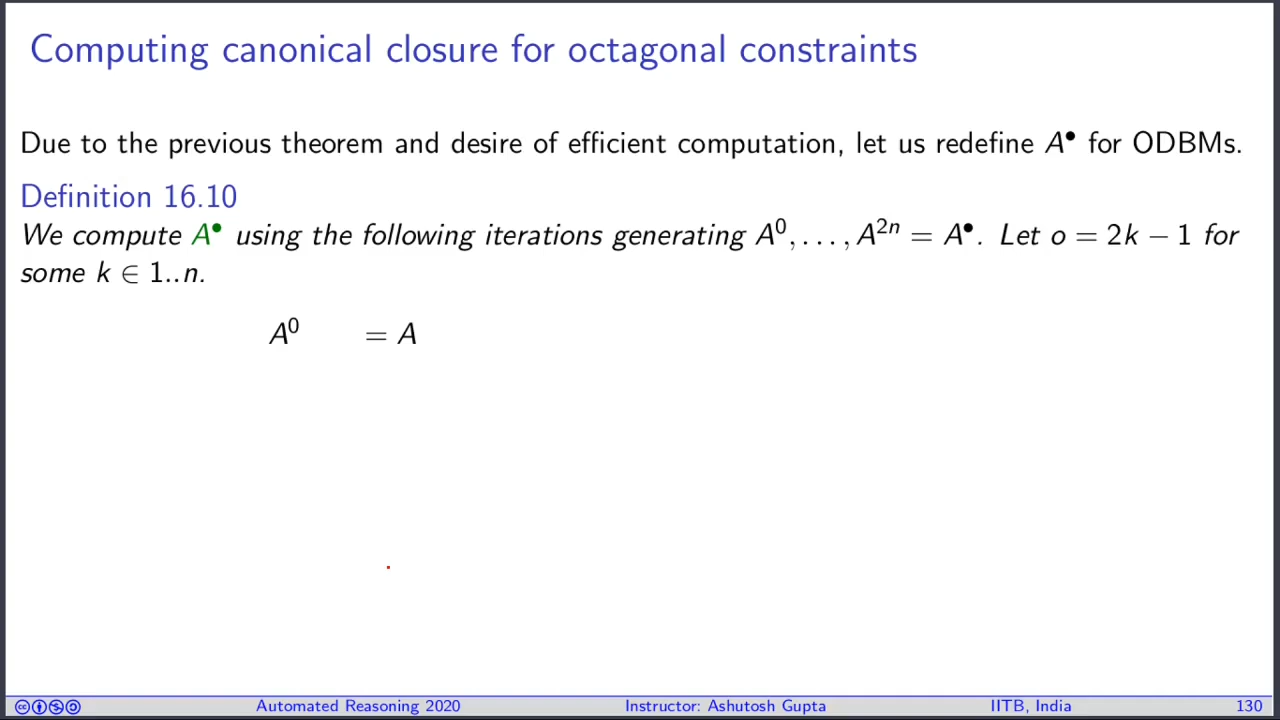 Computing canonical closure for octagonal constraints
Due to the previous theorem and desire of efficient computation, let us redefine A• for ODBMs.
Definition 16.10
We compute A• using the following iterations generating A⁰, . . . , A²ⁿ = A•. Let o = 2k − 1 for
some k ∈ 1..n.
A⁰ = A
Automated Reasoning 2020 Instructor: Ashutosh Gupta IITB, India 130